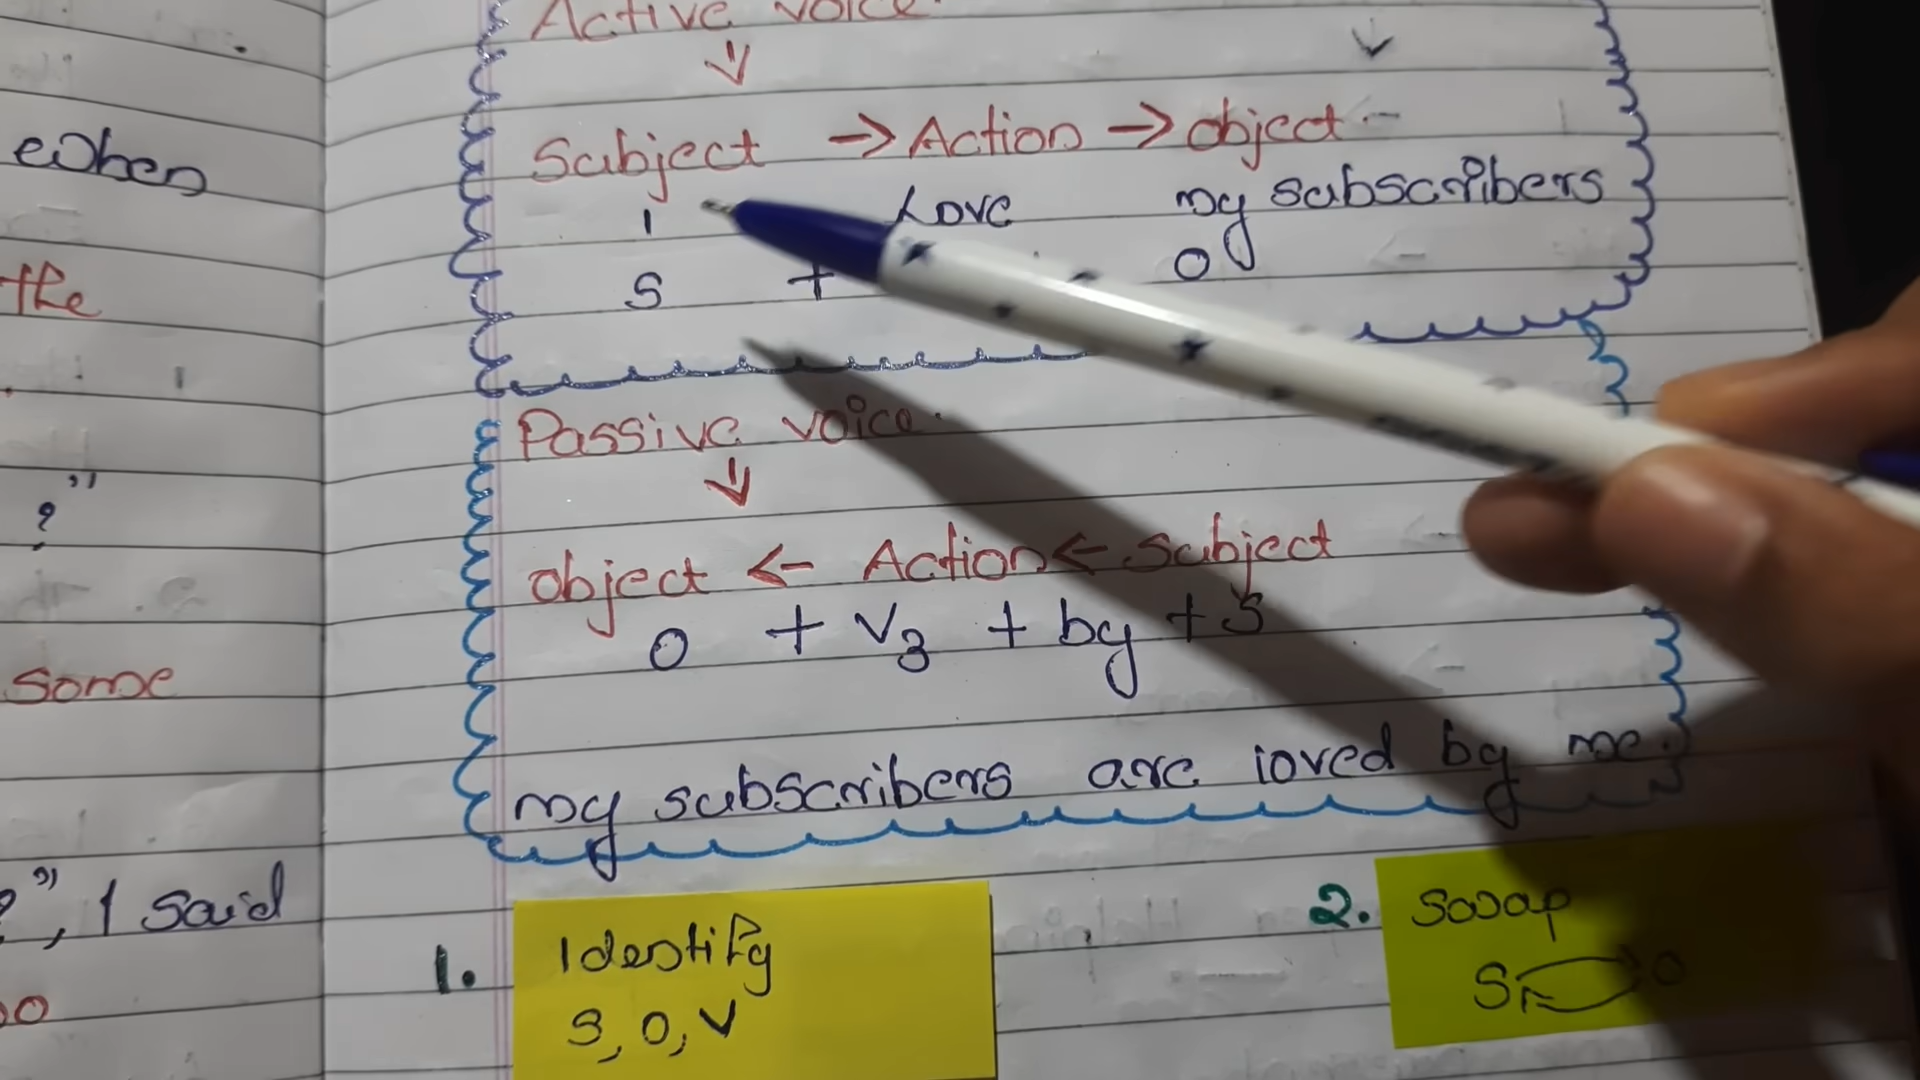 when
the
?"
some
?", I said
Active voice.
Subject → Action → object
I Love my subscribers
S + O
Passive voice.
object ← Action ← Subject
O + V3 + by + S
my subscribers are loved by me.
1. Identify
S, O, V
2. Swap
S O